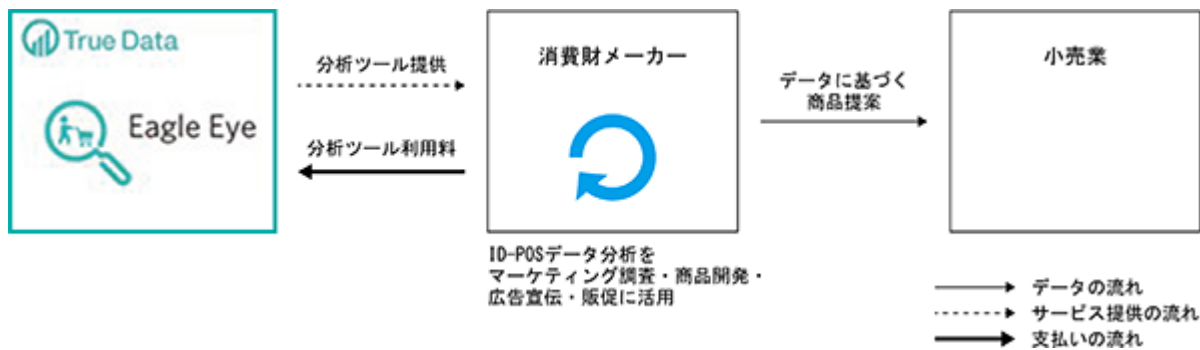 True Data
Eagle Eye
分析ツール提供
分析ツール利用料
消費財メーカー
ID-POSデータ分析を
マーケティング調査・商品開発・
広告宣伝・販促に活用
データに基づく
商品提案
小売業
データの流れ
サービス提供の流れ
支払いの流れ